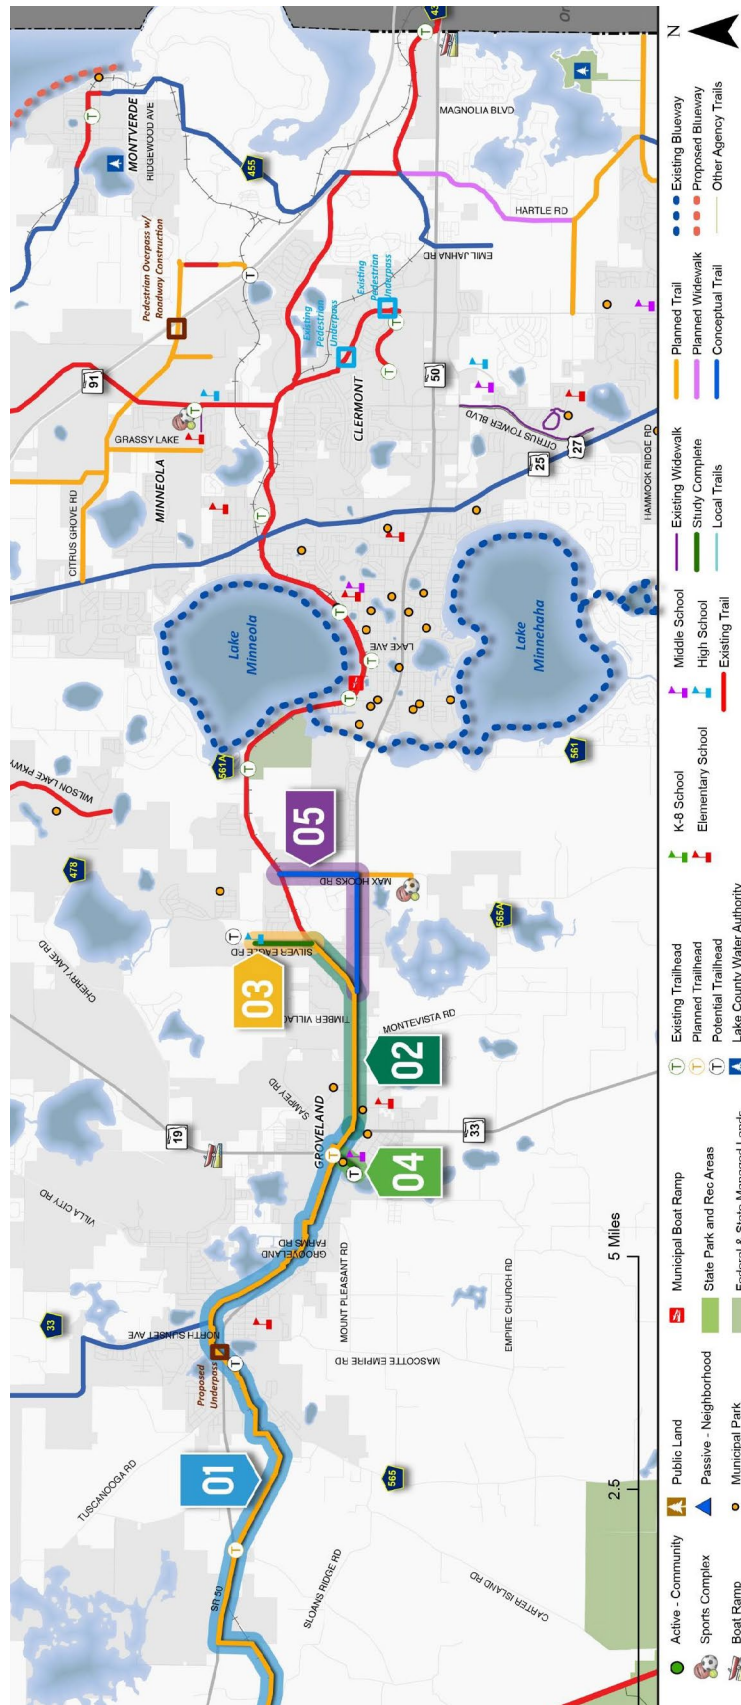 01
02
03
04
05
Or
MONTVERDE
RIDGEWOOD AVE
455
MAGNOLIA BLVD
HARTLE RD
EMIL JAHNA RD
Pedestrian Overpass w/
Roadway Construction
Existing
Pedestrian
Underpass
Existing
Pedestrian
Underpass
CLERMONT
91
50
GRASSY LAKE
MINNEOLA
CITRUS GROVE RD
CITRUS TOWER BLVD
27
25
HAMMOCK RIDGE RD
Lake
Minneola
LAKE AVE
Lake
Minnehaha
561A
561
WILSON LAKE PKWY
478
CHERRY LAKE RD
MAX HOOKS RD
565A
SILVER EAGLE RD
TIMBER VILLAG
MONTEVISTA RD
SAMPEY RD
GROVELAND
19
33
VILLA CITY RD
GROOVELAND
FARMS RD
MOUNT PLEASANT RD
EMPIRE CHURCH RD
33
NORTH SUNSET AVE
Proposed
Underpass
MASCOTTE EMPIRE RD
TUSCANOOGA RD
565
SR 50
SLOANS RIDGE RD
CARTER ISLAND RD
2.5
5 Miles
N
Active - Community
Sports Complex
Boat Ramp
Public Land
Passive - Neighborhood
Municipal Park
Municipal Boat Ramp
State Park and Rec Areas
Federal & State Managed Lands
Existing Trailhead
Planned Trailhead
Potential Trailhead
Lake County Water Authority
K-8 School
Elementary School
Middle School
High School
Existing Trail
Existing Widewalk
Study Complete
Local Trails
Planned Trail
Planned Widewalk
Conceptual Trail
Existing Blueway
Proposed Blueway
Other Agency Trails